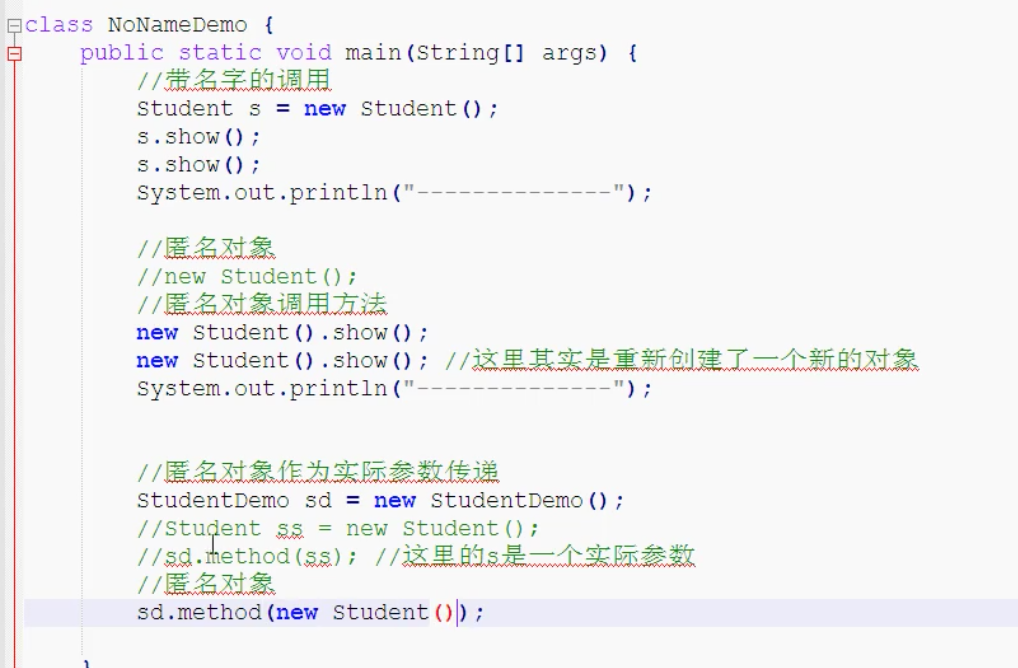 class NoNameDemo {
public static void main(String[] args) {
//带名字的调用
Student s = new Student();
s.show();
s.show();
System.out.println("--------------");
//匿名对象
//new Student();
//匿名对象调用方法
new Student().show();
new Student().show(); //这里其实是重新创建了一个新的对象
System.out.println("--------------");
//匿名对象作为实际参数传递
StudentDemo sd = new StudentDemo();
//Student ss = new Student();
//sd.method(ss); //这里的s是一个实际参数
//匿名对象
sd.method(new Student());
}